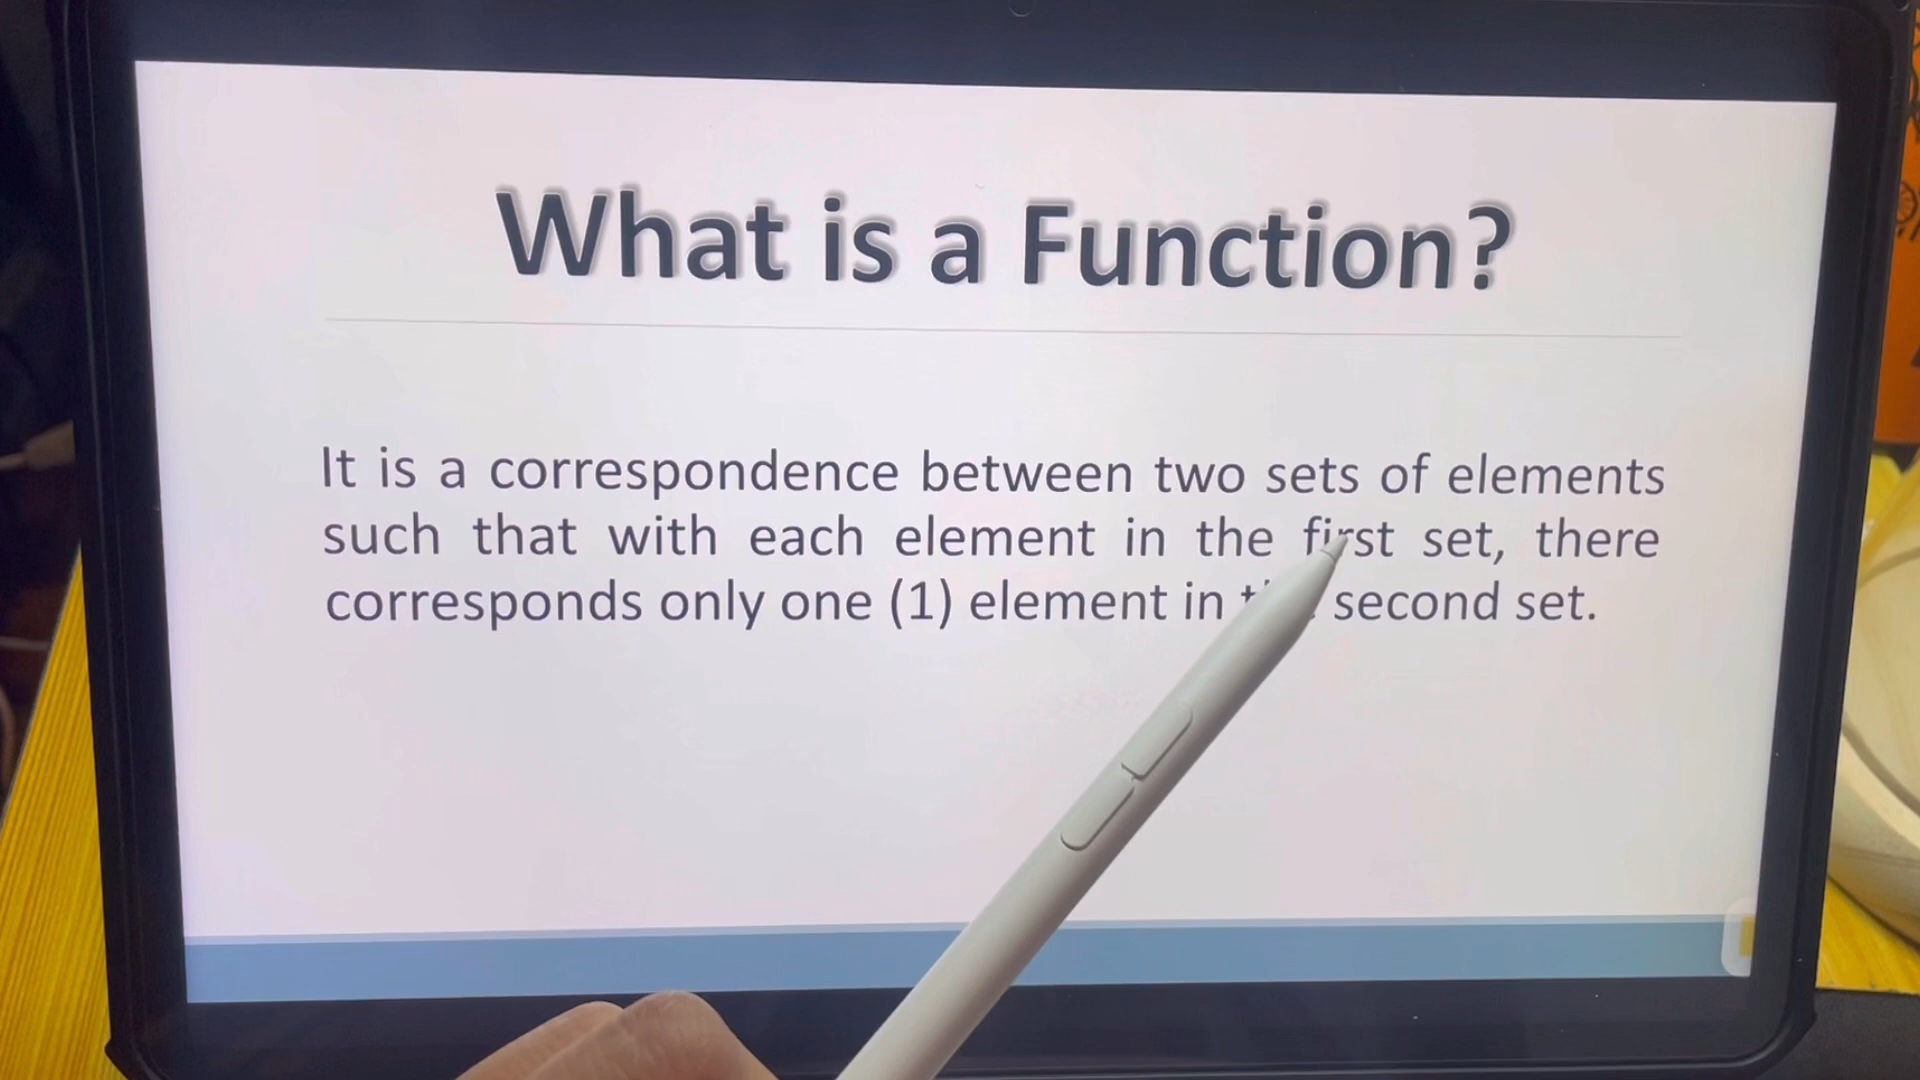 What is a Function?
It is a correspondence between two sets of elements
such that with each element in the first set, there
corresponds only one (1) element in second set.